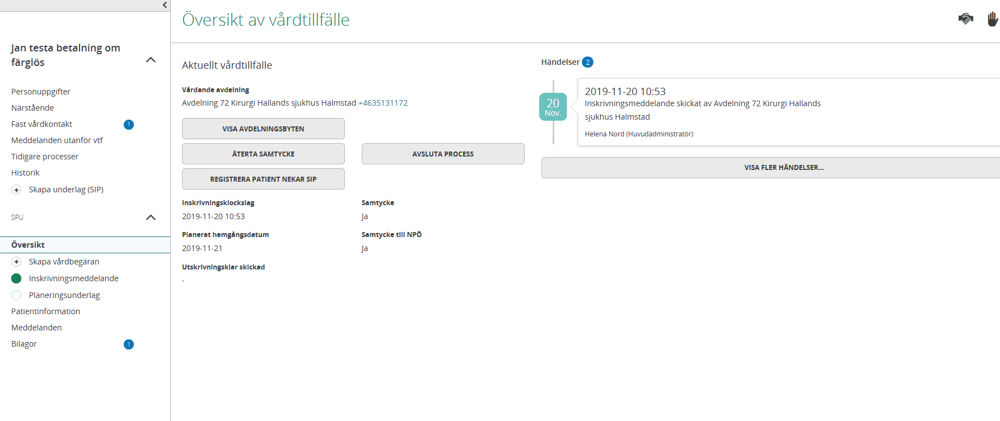 Jan testa betalning om
färglös
Personuppgifter
Närstående
Fast vårdkontakt 1
Meddelanden utanför vtf
Tidigare processer
Historik
Skapa underlag (SIP)
SPU
Översikt
Skapa vårdbegäran
Inskrivningsmeddelande
Planeringsunderlag
Patientinformation
Meddelanden
Bilagor 1
Översikt av vårdtillfälle
Aktuellt vårdtillfälle
Vårdande avdelning
Avdelning 72 Kirurgi Hallands sjukhus Halmstad +4635131172
VISA AVDELNINGSBYTEN
ÅTERTA SAMTYCKE AVSLUTA PROCESS
REGISTRERA PATIENT NEKAR SIP
Inskrivningsklockslag Samtycke
2019-11-20 10:53 Ja
Planerat hemgångsdatum Samtycke till NPÖ
2019-11-21 Ja
Utskrivningsklar skickad
-
Händelser 2
20
Nov.
2019-11-20 10:53
Inskrivningsmeddelande skickat av Avdelning 72 Kirurgi Hallands
sjukhus Halmstad
Helena Nord (Huvudadministratör)
VISA FLER HÄNDELSER...